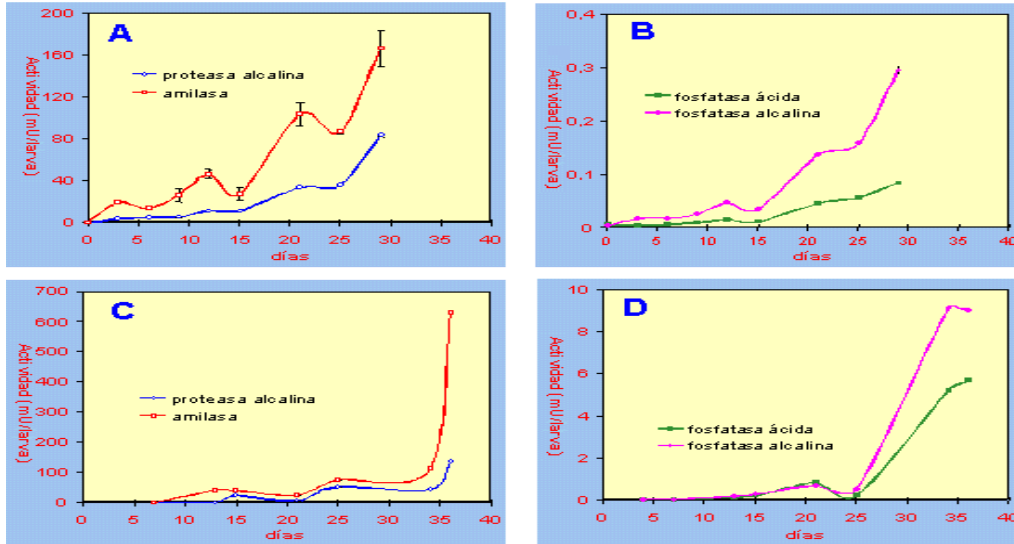 A
Actividad (mU/larva)
200
160
120
80
40
0
proteasa alcalina
amilasa
0 5 10 15 20 25 30 35 40
días
B
Actividad (mU/larva)
0,4
0,3
0,2
0,1
0
fosfatasa ácida
fosfatasa alcalina
0 5 10 15 20 25 30 35 40
días
C
Actividad (mU/larva)
700
600
500
400
300
200
100
0
proteasa alcalina
amilasa
0 5 10 15 20 25 30 35 40
días
D
Actividad (mU/larva)
10
8
6
4
2
0
fosfatasa ácida
fosfatasa alcalina
0 5 10 15 20 25 30 35 40
días